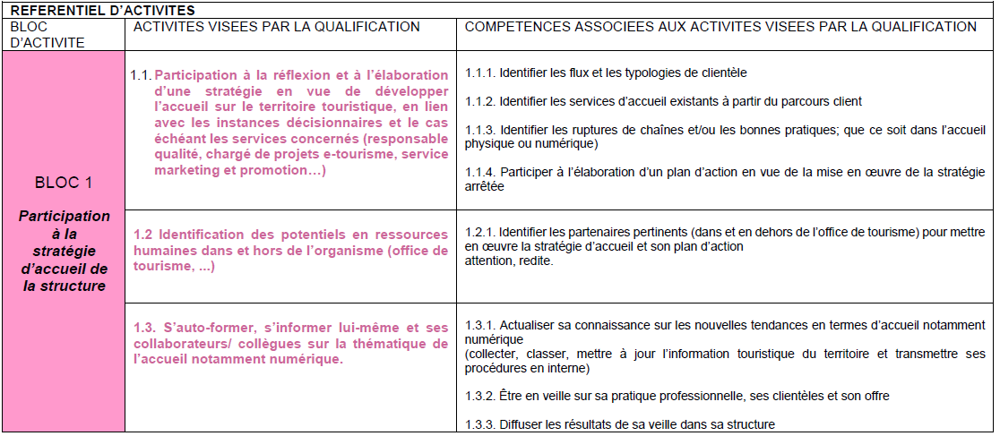 REFERENTIEL D'ACTIVITES
BLOC
D'ACTIVITE
ACTIVITES VISEES PAR LA QUALIFICATION
COMPETENCES ASSOCIEES AUX ACTIVITES VISEES PAR LA QUALIFICATION
BLOC 1
Participation
à la
stratégie
d'accueil de
la structure
1.1. Participation à la réflexion et à l'élaboration
d'une stratégie en vue de développer
l'accueil sur le territoire touristique, en lien
avec les instances décisionnaires et le cas
échéant les services concernés (responsable
qualité, chargé de projets e-tourisme, service
marketing et promotion…)
1.1.1. Identifier les flux et les typologies de clientèle
1.1.2. Identifier les services d'accueil existants à partir du parcours client
1.1.3. Identifier les ruptures de chaînes et/ou les bonnes pratiques; que ce soit dans l'accueil
physique ou numérique)
1.1.4. Participer à l'élaboration d'un plan d'action en vue de la mise en œuvre de la stratégie
arrêtée
1.2 Identification des potentiels en ressources
humaines dans et hors de l'organisme (office de
tourisme, ...)
1.2.1. Identifier les partenaires pertinents (dans et en dehors de l'office de tourisme) pour mettre
en œuvre la stratégie d'accueil et son plan d'action
attention, redite.
1.3. S'auto-former, s'informer lui-même et ses
collaborateurs/ collègues sur la thématique de
l'accueil notamment numérique.
1.3.1. Actualiser sa connaissance sur les nouvelles tendances en termes d'accueil notamment
numérique
(collecter, classer, mettre à jour l'information touristique du territoire et transmettre ses
procédures en interne)
1.3.2. Être en veille sur sa pratique professionnelle, ses clientèles et son offre
1.3.3. Diffuser les résultats de sa veille dans sa structure